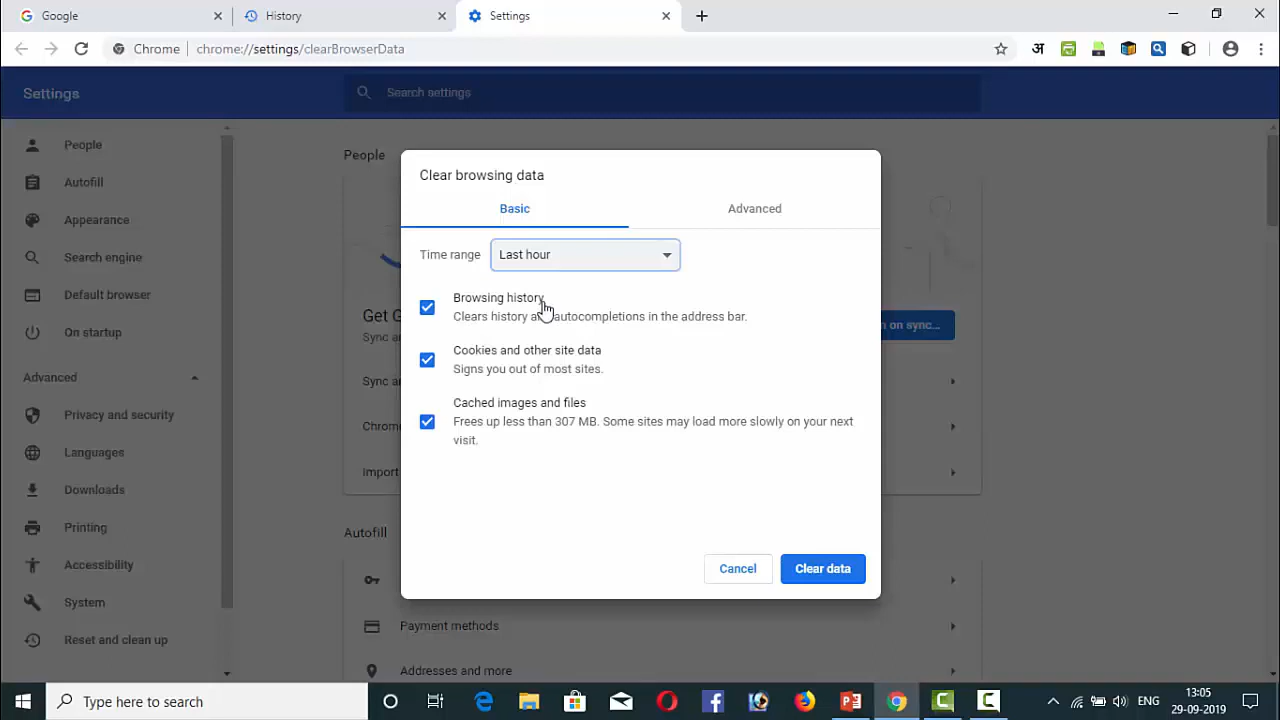 Google
History
Settings
Chrome
chrome://settings/clearBrowserData
अ
Settings
Search settings
People
Autofill
Appearance
Search engine
Default browser
On startup
Advanced
Privacy and security
Languages
Downloads
Printing
Accessibility
System
Reset and clean up
People
Get G
Sync
n on sync...
Sync
Chrom
Import
Autofill
Payment methods
Addresses and more
Clear browsing data
Basic
Advanced
Time range
Last hour
Browsing history
Clears history autocompletions in the address bar.
Cookies and other site data
Signs you out of most sites.
Cached images and files
Frees up less than 307 MB. Some sites may load more slowly on your next
visit.
Cancel
Clear data
Type here to search
ENG
13:05
29-09-2019